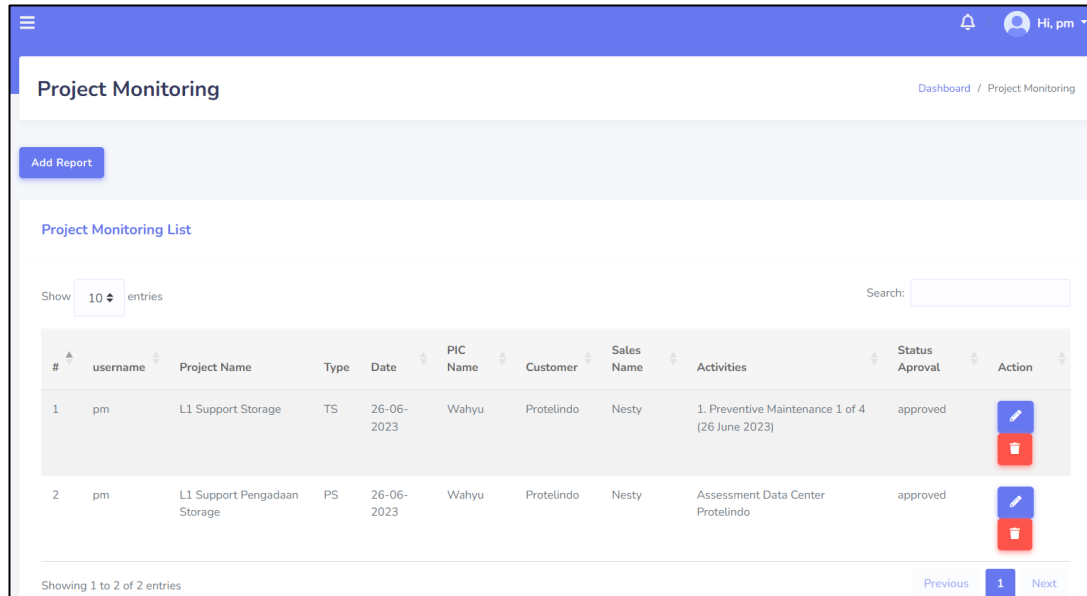 Hi, pm
Project Monitoring
Dashboard / Project Monitoring
Add Report
Project Monitoring List
Show 10 entries
Search:
# username Project Name Type Date PIC Name Customer Sales Name Activities Status Aproval Action
1 pm L1 Support Storage TS 26-06-2023 Wahyu Protelindo Nesty 1. Preventive Maintenance 1 of 4 (26 June 2023) approved
2 pm L1 Support Pengadaan Storage PS 26-06-2023 Wahyu Protelindo Nesty Assessment Data Center Protelindo approved
Showing 1 to 2 of 2 entries
Previous 1 Next